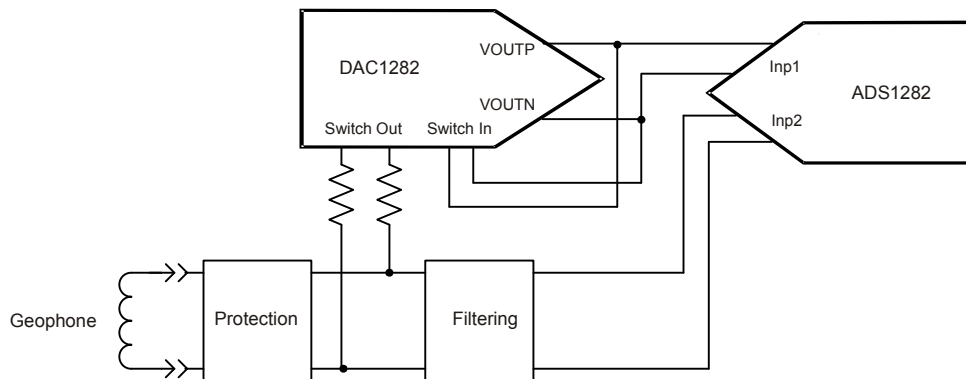 DAC1282
VOUTP
VOUTN
Switch Out
Switch In
Inp1
ADS1282
Inp2
Geophone
Protection
Filtering